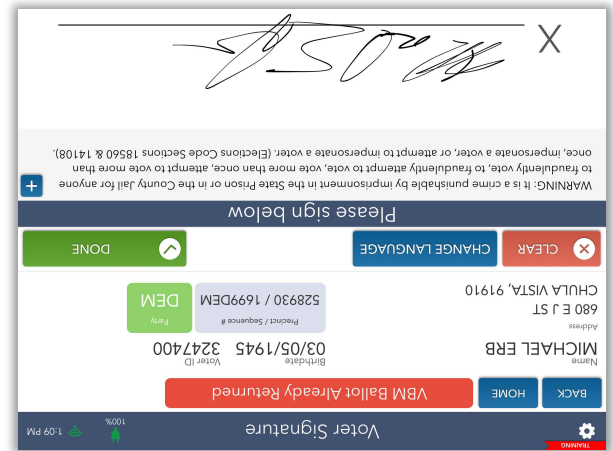 TRAINING
Voter Signature 100% 1:09 PM
BACK HOME VBM Ballot Already Returned
Name Birthdate Voter ID
MICHAEL ERB 03/05/1945 3247400
Address Precinct / Sequence # Party
680 E J ST 528930 / 1699DEM DEM
CHULA VISTA, 91910
CLEAR CHANGE LANGUAGE DONE
Please sign below
WARNING: It is a crime punishable by imprisonment in the State Prison or in the County Jail for anyone
to fraudulently vote, to fraudulently attempt to vote, vote more than once, attempt to vote more than
once, impersonate a voter, or attempt to impersonate a voter. (Elections Code Sections 18560 & 14108).
X